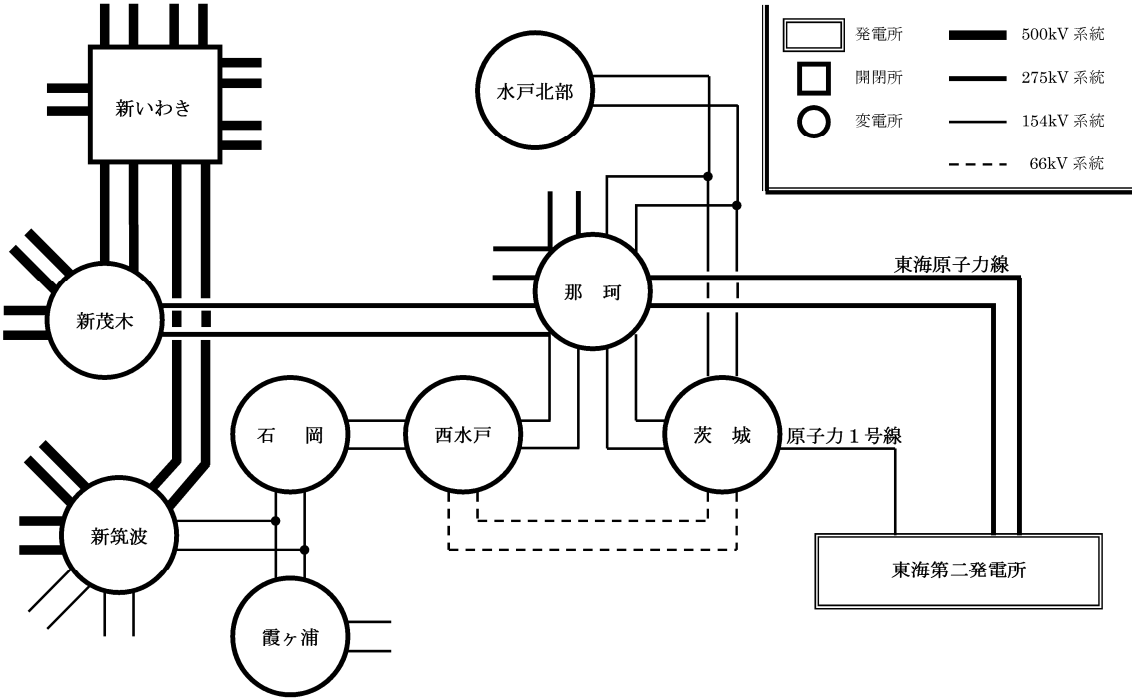 新いわき
水戸北部
発電所
開閉所
変電所
500kV 系統
275kV 系統
154kV 系統
66kV 系統
東海原子力線
那　珂
新茂木
石　岡
西水戸
茨　城
原子力１号線
新筑波
東海第二発電所
霞ヶ浦